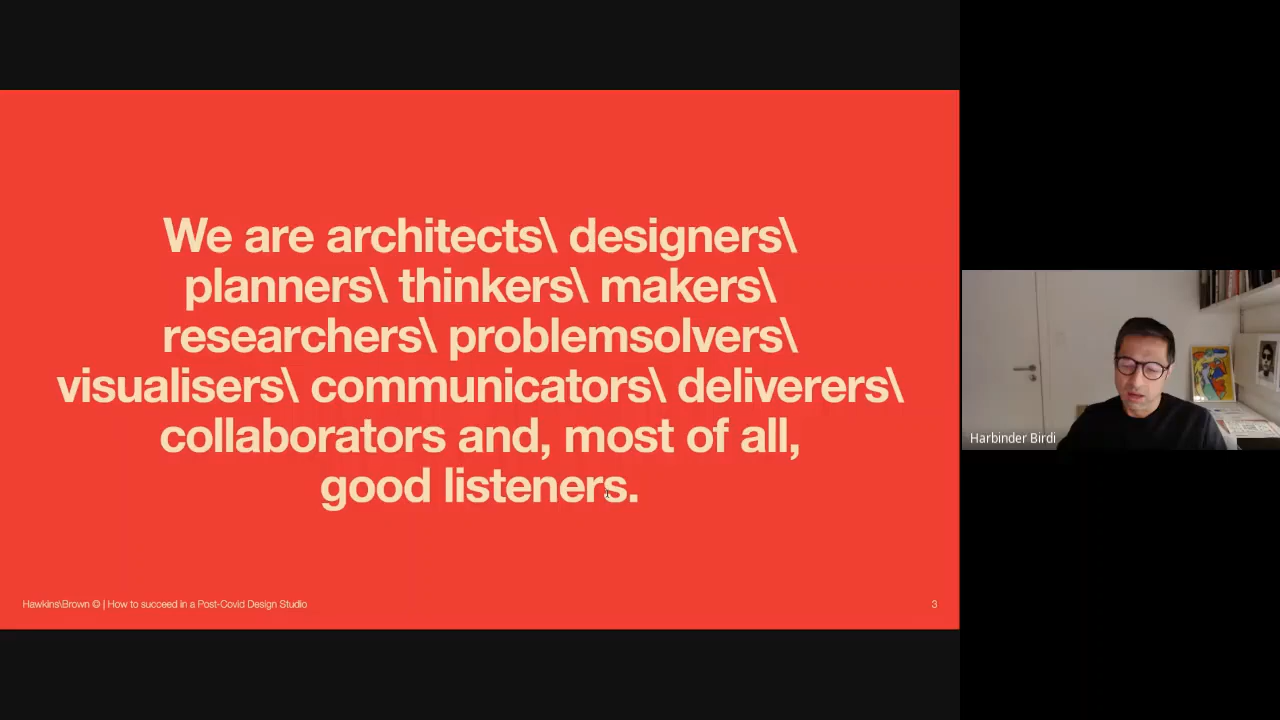 We are architects\ designers\
planners\ thinkers\ makers\
researchers\ problemsolvers\
visualisers\ communicators\ deliverers\
collaborators and, most of all,
good listeners.
Hawkins\Brown © | How to succeed in a Post-Covid Design Studio
3
Harbinder Birdi